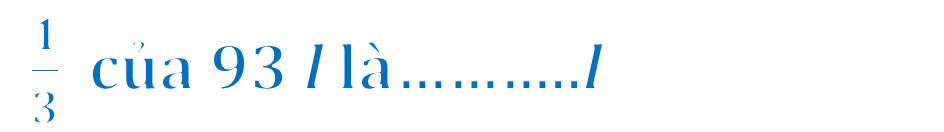 1/3 của 93 l là...........l